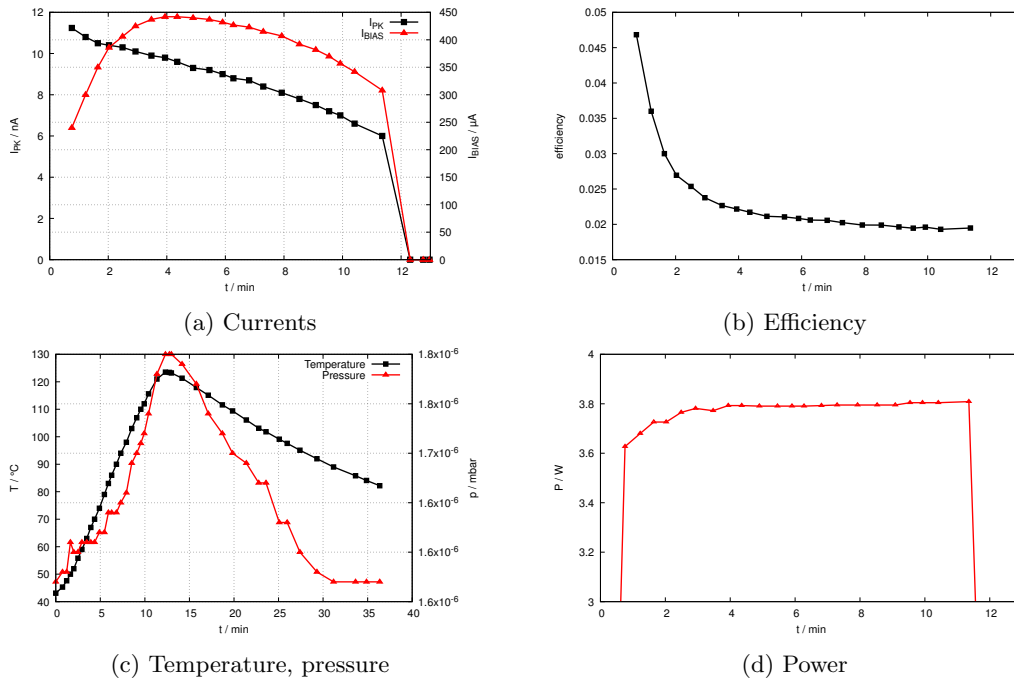 I_PK
I_BIAS
12
10
8
6
4
2
0
450
400
350
300
250
200
150
100
50
0
I_PK / nA
I_BIAS / µA
0 2 4 6 8 10 12
t / min
(a) Currents
0.05
0.045
0.04
0.035
0.03
0.025
0.02
0.015
efficiency
0 2 4 6 8 10 12
t / min
(b) Efficiency
Temperature
Pressure
130
120
110
100
90
80
70
60
50
40
1.8x10⁻⁶
1.8x10⁻⁶
1.7x10⁻⁶
1.6x10⁻⁶
1.6x10⁻⁶
1.6x10⁻⁶
T / °C
p / mbar
0 5 10 15 20 25 30 35 40
t / min
(c) Temperature, pressure
4
3.8
3.6
3.4
3.2
3
P / W
0 2 4 6 8 10 12
t / min
(d) Power